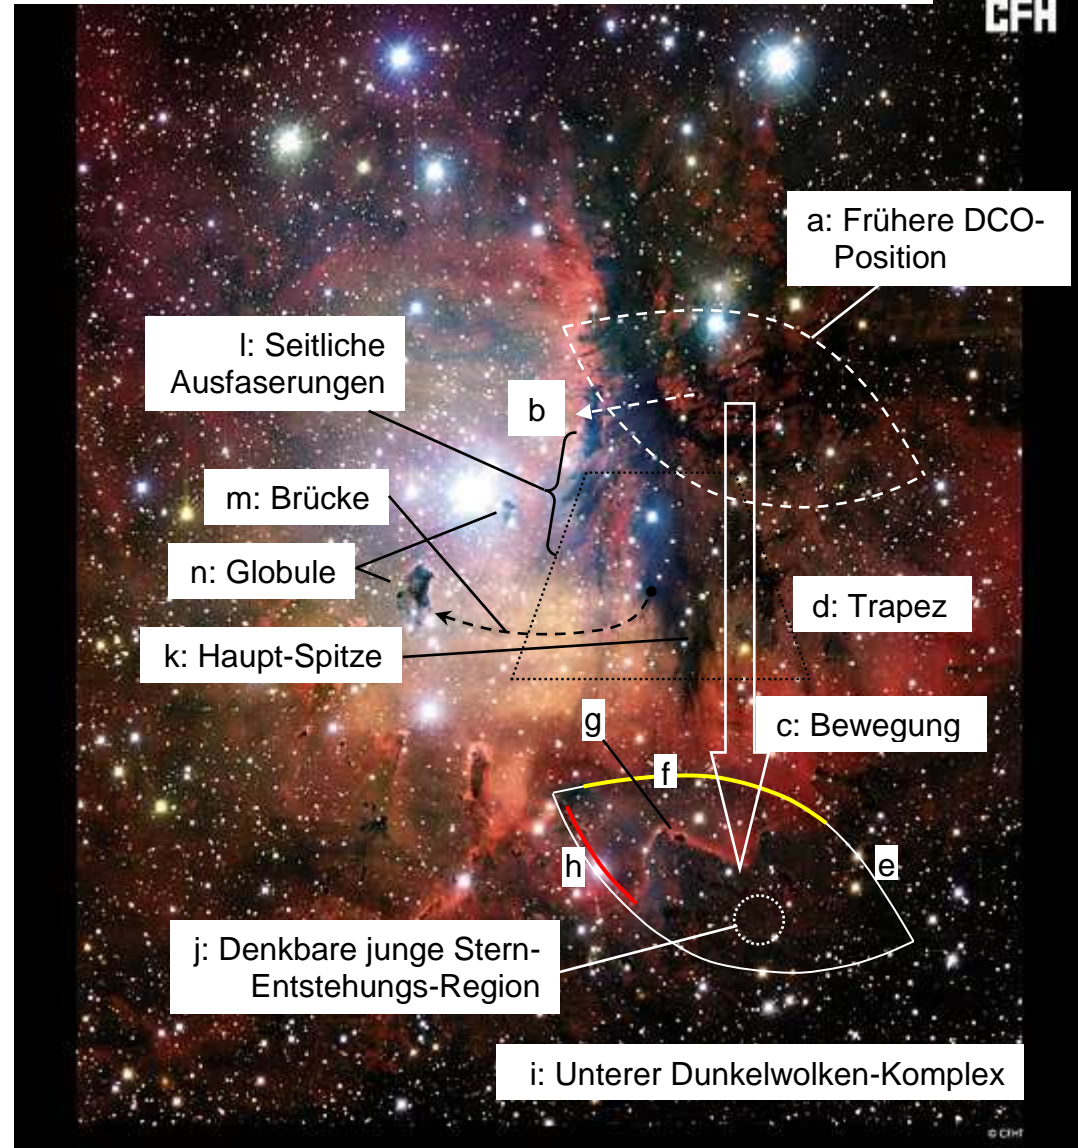 CFH
a: Frühere DCO-
Position
l: Seitliche
Ausfaserungen
b
m: Brücke
n: Globule
d: Trapez
k: Haupt-Spitze
g
c: Bewegung
f
h
e
j: Denkbare junge Stern-
Entstehungs-Region
i: Unterer Dunkelwolken-Komplex
© CFHT